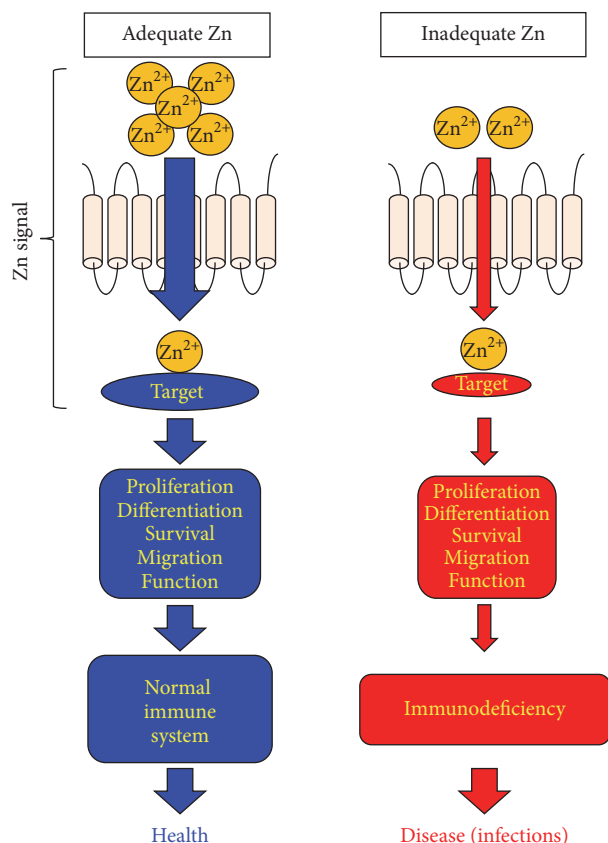 Adequate Zn
Zn2+
Zn2+
Zn2+
Zn2+
Zn2+
Zn signal
Zn2+
Target
Proliferation
Differentiation
Survival
Migration
Function
Normal
immune
system
Health
Inadequate Zn
Zn2+
Zn2+
Zn2+
Target
Proliferation
Differentiation
Survival
Migration
Function
Immunodeficiency
Disease (infections)